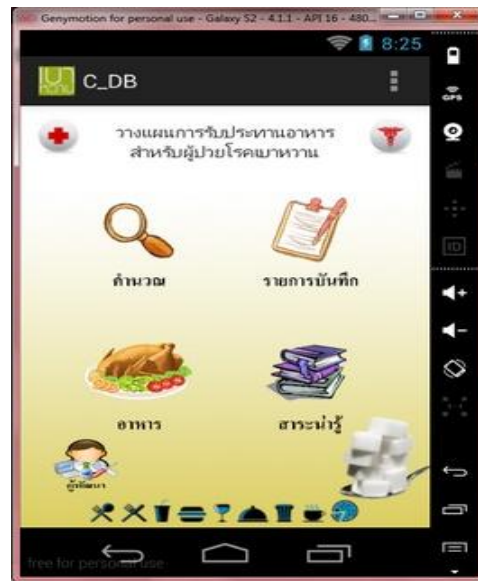 Genymotion for personal use - Galaxy S2 - 4.1.1 - API 16 - 480...
8:25
GPS
C_DB
วางแผนการรับประทานอาหาร
สำหรับผู้ป่วยโรคเบาหวาน
ID
คำนวณ
รายการบันทึก
อาหาร
สาระน่ารู้
ผู้พัฒนา
free for personal use